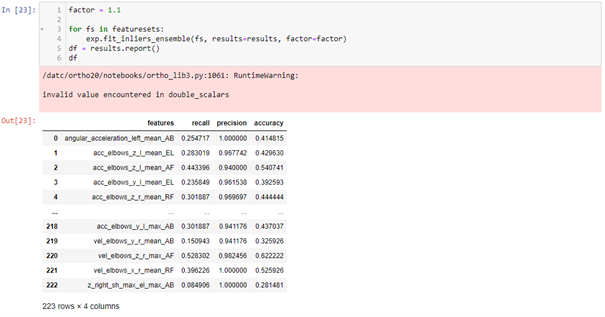 In [23]:
1 factor = 1.1
2
3 for fs in featuresets:
4 exp.fit_inliers_ensemble(fs, results=results, factor=factor)
5 df = results.report()
6 df
/datc/ortho20/notebooks/ortho_lib3.py:1061: RuntimeWarning:
invalid value encountered in double_scalars
Out[23]:
features recall precision accuracy
0 angular_acceleration_left_mean_AB 0.254717 1.000000 0.414815
1 acc_elbows_z_l_mean_EL 0.283019 0.967742 0.429630
2 acc_elbows_z_l_mean_AF 0.443396 0.940000 0.540741
3 acc_elbows_y_l_mean_EL 0.235849 0.961538 0.392593
4 acc_elbows_z_r_mean_RF 0.301887 0.969697 0.444444
... ... ... ... ...
218 acc_elbows_y_l_max_AB 0.301887 0.941176 0.437037
219 vel_elbows_y_r_mean_AB 0.150943 0.941176 0.325926
220 vel_elbows_z_r_max_AF 0.528302 0.982456 0.622222
221 vel_elbows_x_r_mean_RF 0.396226 1.000000 0.525926
222 z_right_sh_max_el_max_AB 0.084906 1.000000 0.281481
223 rows × 4 columns